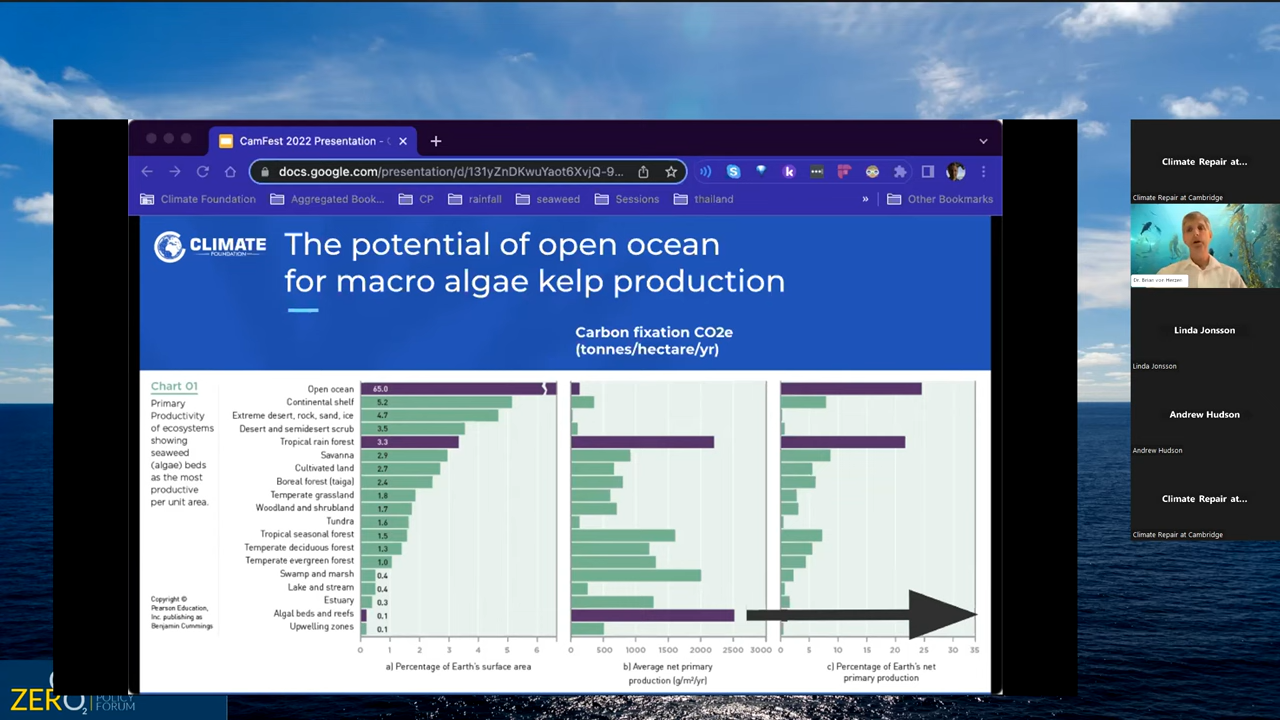 CamFest 2022 Presentation -
docs.google.com/presentation/d/131yZnDKwuYaot6XvjQ-9...
Climate Foundation
Aggregated Book...
CP
rainfall
seaweed
Sessions
thailand
»
Other Bookmarks
CLIMATE
FOUNDATION
The potential of open ocean
for macro algae kelp production
Carbon fixation CO2e
(tonnes/hectare/yr)
Chart 01
Primary
Productivity
of ecosystems
showing
seaweed
(algae) beds
as the most
productive
per unit area.
Copyright ©
Pearson Education,
Inc. publishing as
Benjamin Cummings
Open ocean 65.0
Continental shelf 5.2
Extreme desert, rock, sand, ice 4.7
Desert and semidesert scrub 3.5
Tropical rain forest 3.3
Savanna 2.9
Cultivated land 2.7
Boreal forest (taiga) 2.4
Temperate grassland 1.8
Woodland and shrubland 1.7
Tundra 1.6
Tropical seasonal forest 1.5
Temperate deciduous forest 1.3
Temperate evergreen forest 1.0
Swamp and marsh 0.4
Lake and stream 0.4
Estuary 0.3
Algal beds and reefs 0.1
Upwelling zones 0.1
0 1 2 3 4 5 6
a) Percentage of Earth's surface area
0 500 1000 1500 2000 2500 3000
b) Average net primary
production (g/m²/yr)
0 5 10 15 20 25 30 35
c) Percentage of Earth's net
primary production
Climate Repair at...
Climate Repair at Cambridge
Linda Jonsson
Linda Jonsson
Andrew Hudson
Andrew Hudson
Climate Repair at...
Climate Repair at Cambridge
ZERO2
POLICY
FORUM